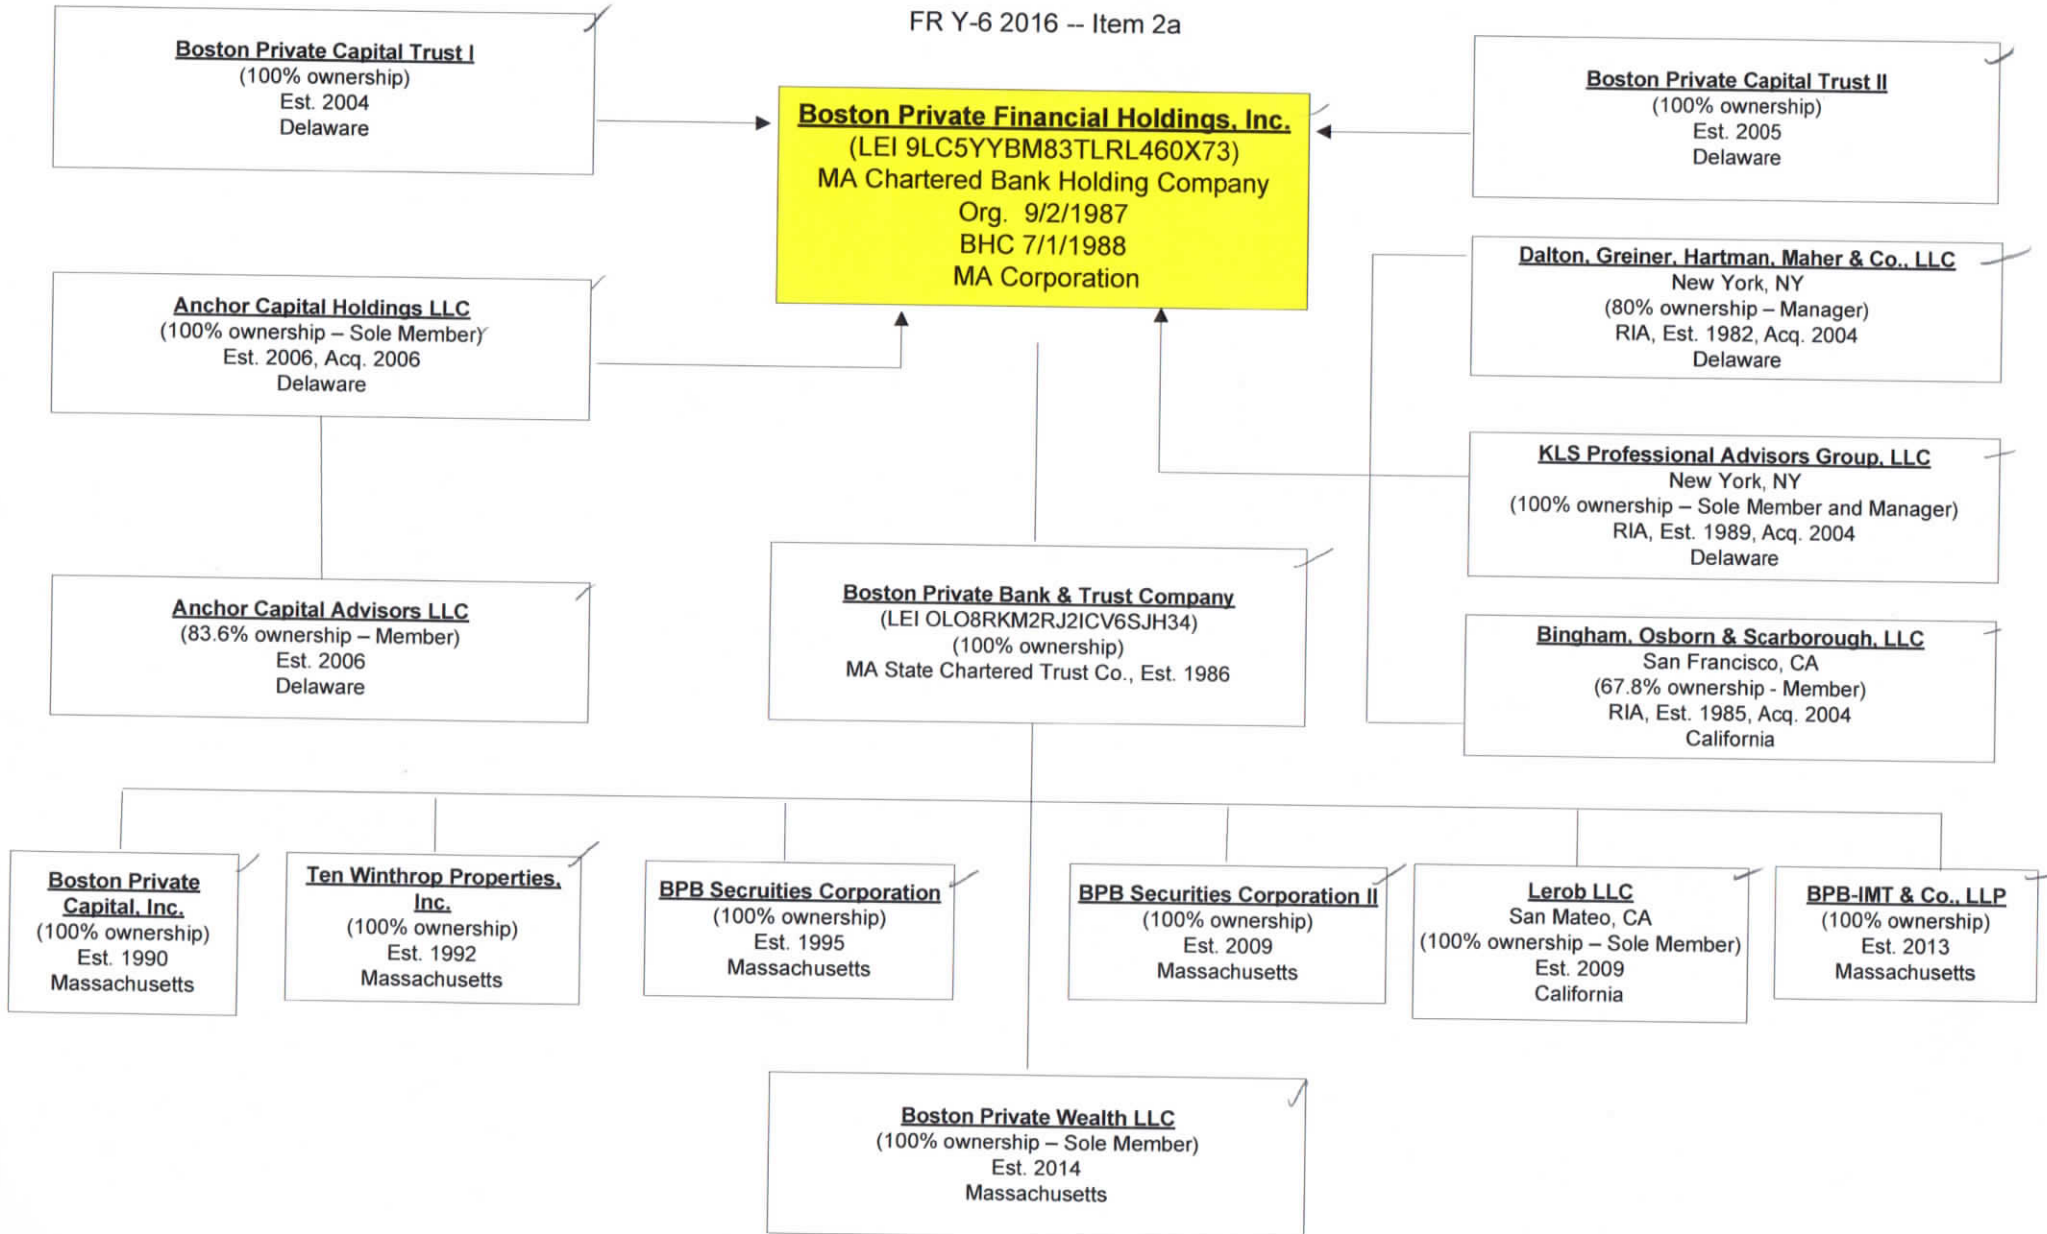 FR Y-6 2016 -- Item 2a
Boston Private Capital Trust I
(100% ownership)
Est. 2004
Delaware
Boston Private Financial Holdings, Inc.
(LEI 9LC5YYBM83TLRL460X73)
MA Chartered Bank Holding Company
Org. 9/2/1987
BHC 7/1/1988
MA Corporation
Boston Private Capital Trust II
(100% ownership)
Est. 2005
Delaware
Anchor Capital Holdings LLC
(100% ownership – Sole Member)
Est. 2006, Acq. 2006
Delaware
Dalton, Greiner, Hartman, Maher & Co., LLC
New York, NY
(80% ownership – Manager)
RIA, Est. 1982, Acq. 2004
Delaware
KLS Professional Advisors Group, LLC
New York, NY
(100% ownership – Sole Member and Manager)
RIA, Est. 1989, Acq. 2004
Delaware
Anchor Capital Advisors LLC
(83.6% ownership – Member)
Est. 2006
Delaware
Boston Private Bank & Trust Company
(LEI OLO8RKM2RJ2ICV6SJH34)
(100% ownership)
MA State Chartered Trust Co., Est. 1986
Bingham, Osborn & Scarborough, LLC
San Francisco, CA
(67.8% ownership - Member)
RIA, Est. 1985, Acq. 2004
California
Boston Private
Capital, Inc.
(100% ownership)
Est. 1990
Massachusetts
Ten Winthrop Properties,
Inc.
(100% ownership)
Est. 1992
Massachusetts
BPB Secruities Corporation
(100% ownership)
Est. 1995
Massachusetts
BPB Securities Corporation II
(100% ownership)
Est. 2009
Massachusetts
Lerob LLC
San Mateo, CA
(100% ownership – Sole Member)
Est. 2009
California
BPB-IMT & Co., LLP
(100% ownership)
Est. 2013
Massachusetts
Boston Private Wealth LLC
(100% ownership – Sole Member)
Est. 2014
Massachusetts